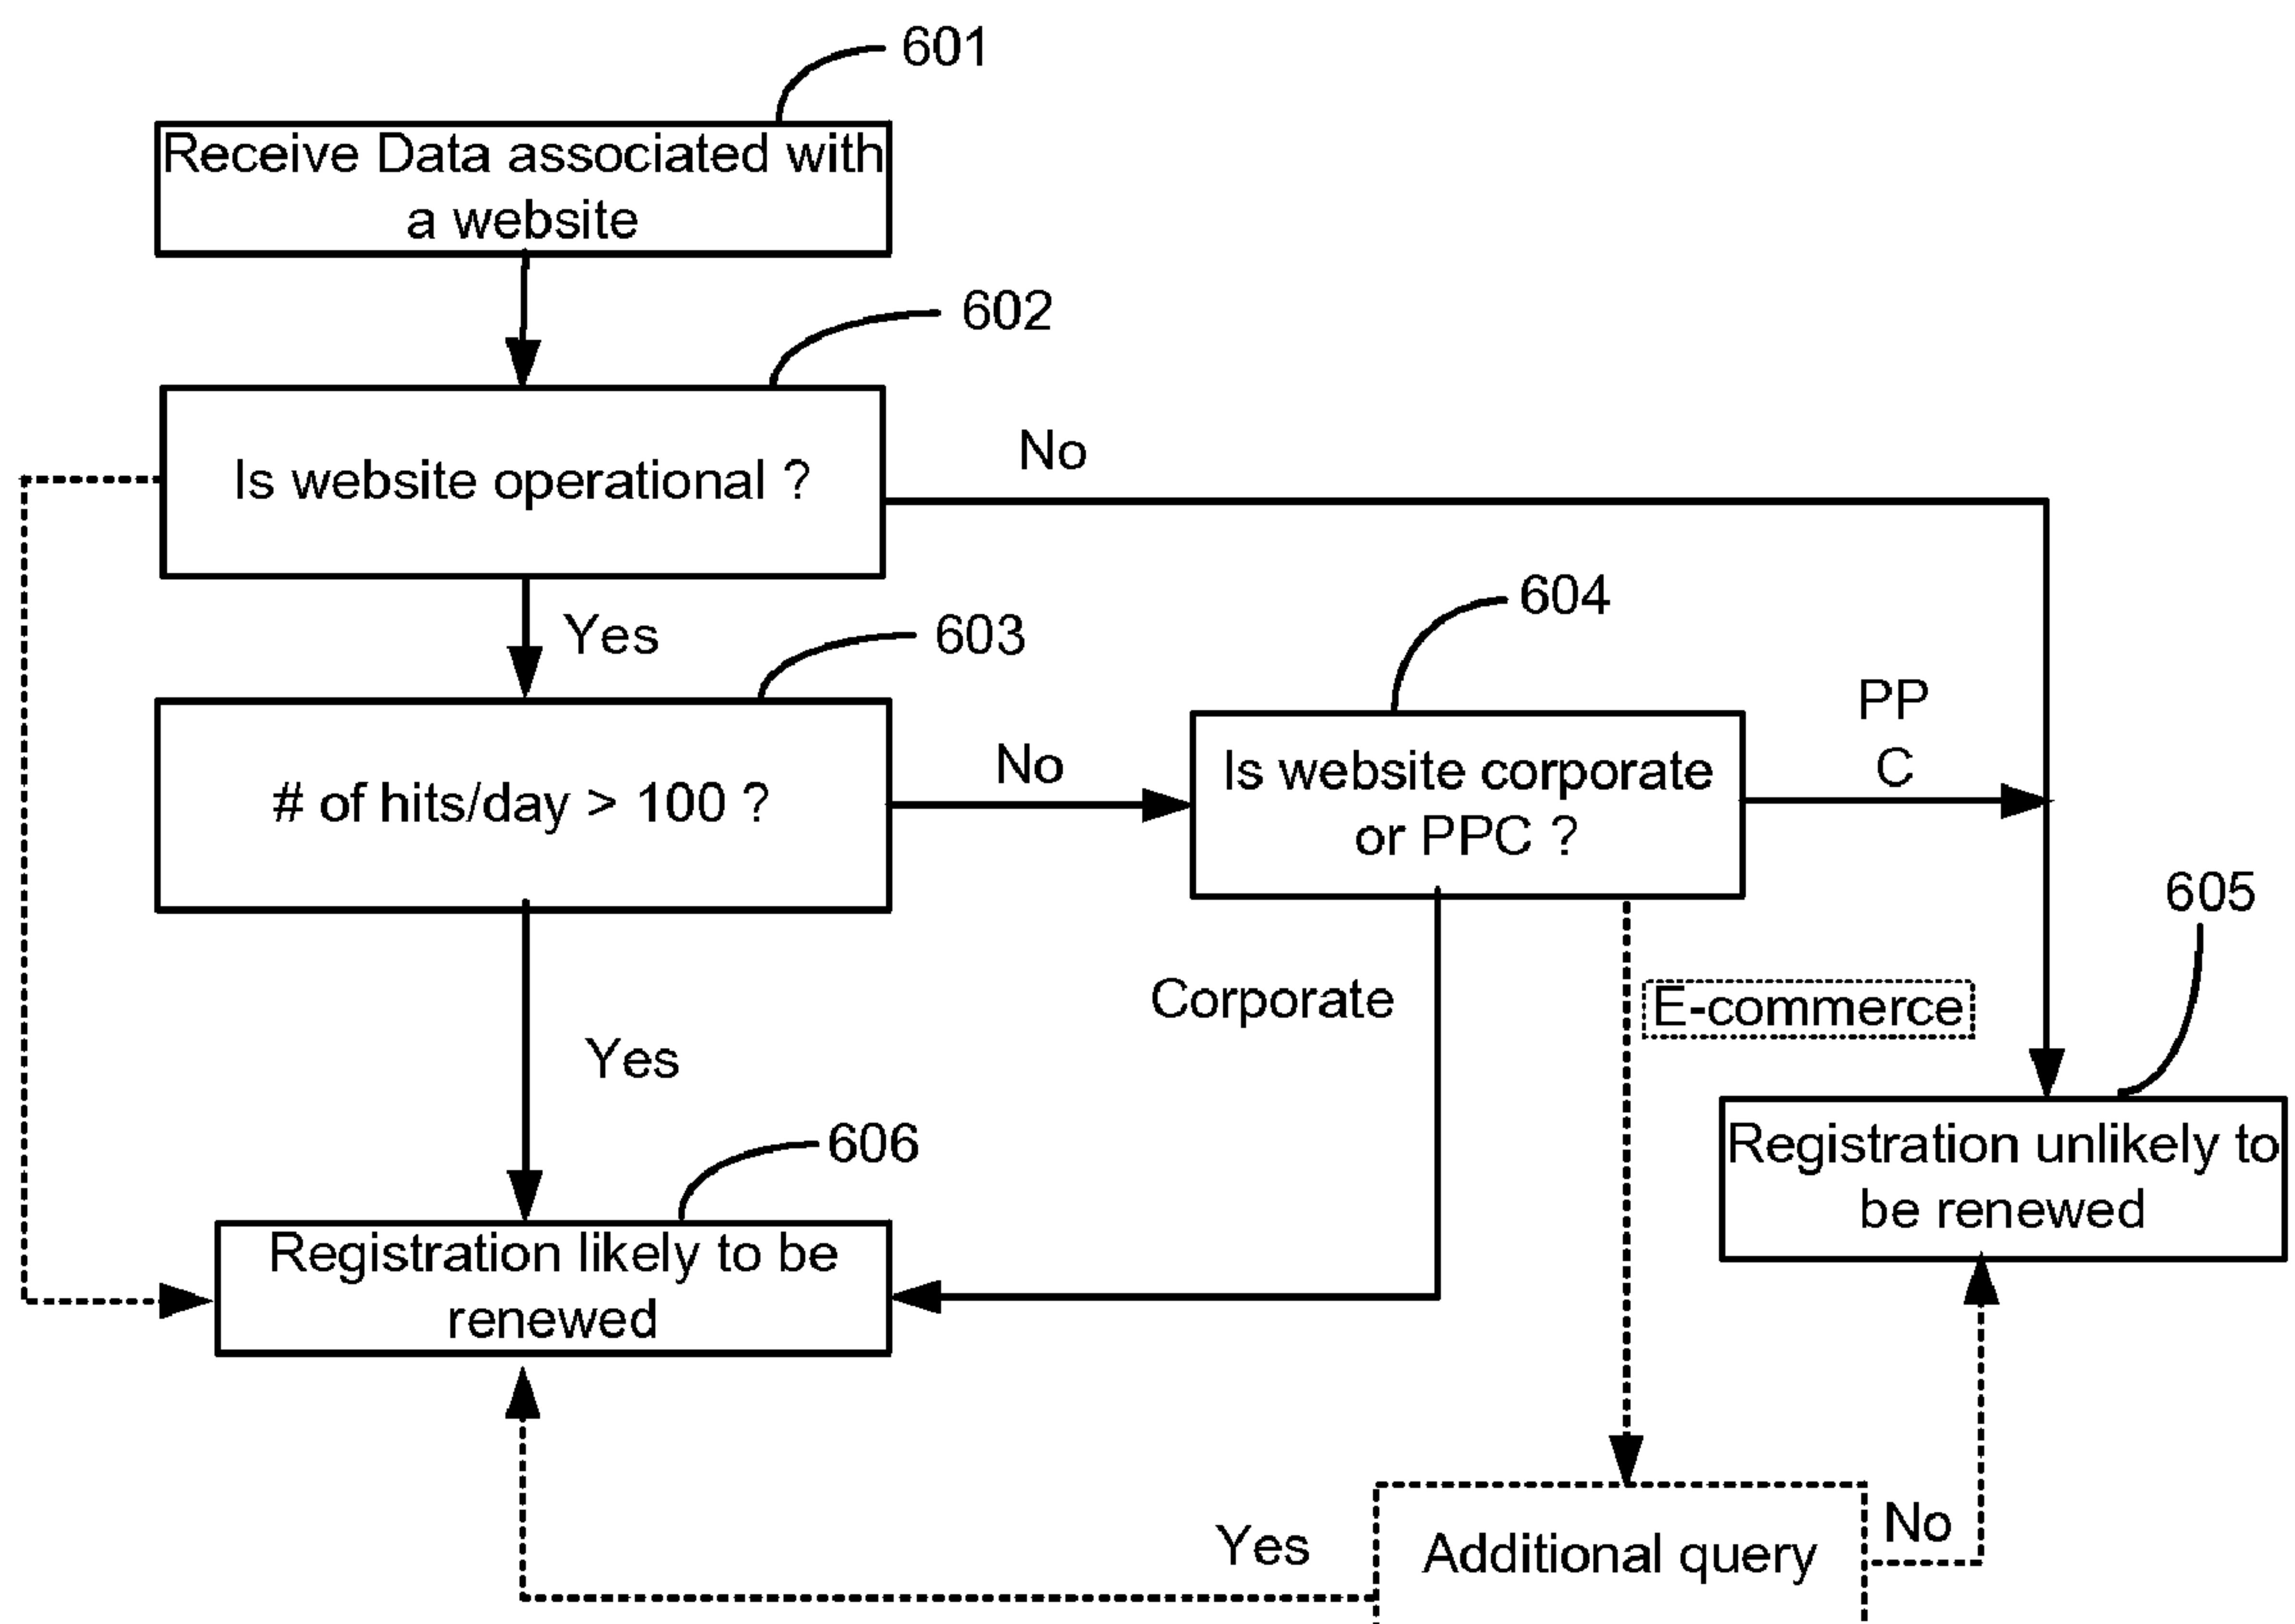 601
Receive Data associated with
a website
602
Is website operational ?
No
Yes
603
604
# of hits/day > 100 ?
No
Is website corporate
or PPC ?
PP
C
605
Corporate
E-commerce
Yes
606
Registration unlikely to
be renewed
Registration likely to be
renewed
Yes
Additional query
No